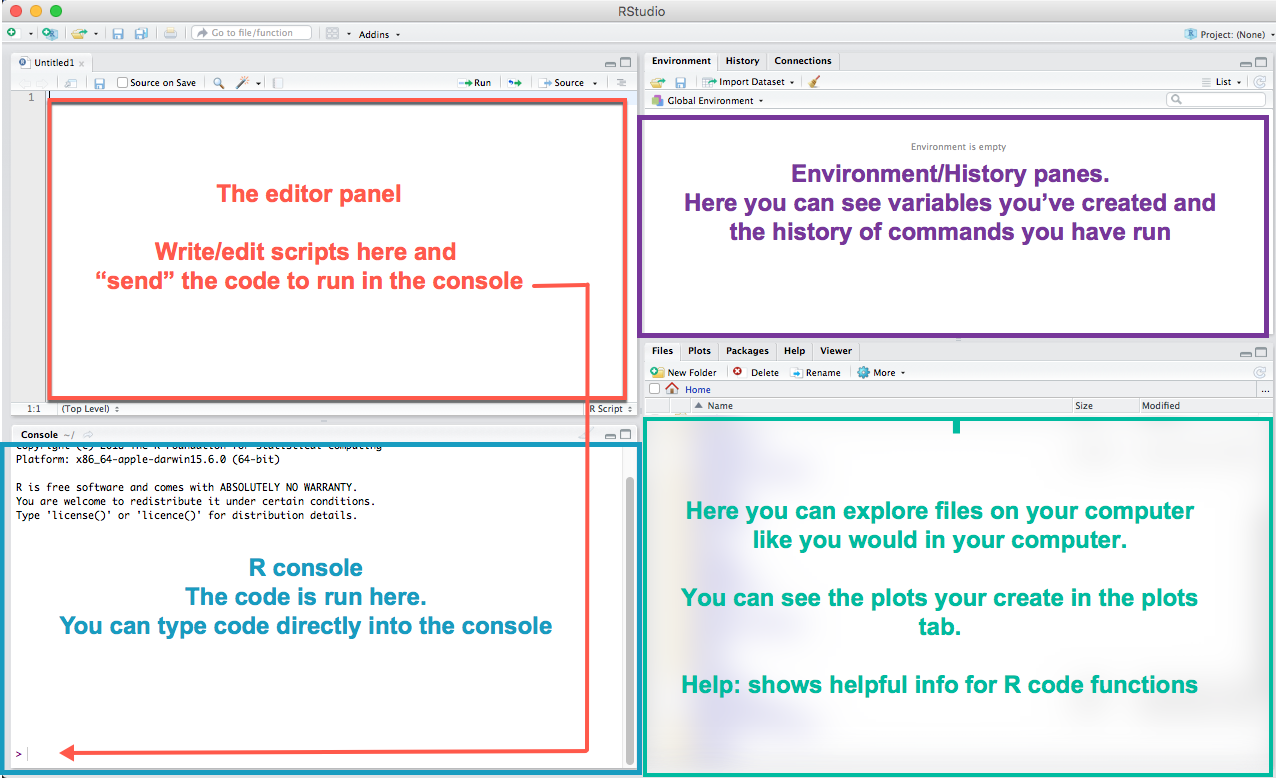 RStudio
Go to file/function
Addins
Project: (None)
Untitled1
Source on Save
Run
Source
1
The editor panel
Write/edit scripts here and
“send” the code to run in the console
1:1
(Top Level)
R Script
Environment
History
Connections
Import Dataset
List
Global Environment
Environment is empty
Environment/History panes.
Here you can see variables you’ve created and
the history of commands you have run
Console ~/
Copyright (C) 2018 The R Foundation for Statistical Computing
Platform: x86_64-apple-darwin15.6.0 (64-bit)
R is free software and comes with ABSOLUTELY NO WARRANTY.
You are welcome to redistribute it under certain conditions.
Type 'license()' or 'licence()' for distribution details.
R console
The code is run here.
You can type code directly into the console
>
Files
Plots
Packages
Help
Viewer
New Folder
Delete
Rename
More
Home
...
Name
Size
Modified
Here you can explore files on your computer
like you would in your computer.
You can see the plots your create in the plots
tab.
Help: shows helpful info for R code functions